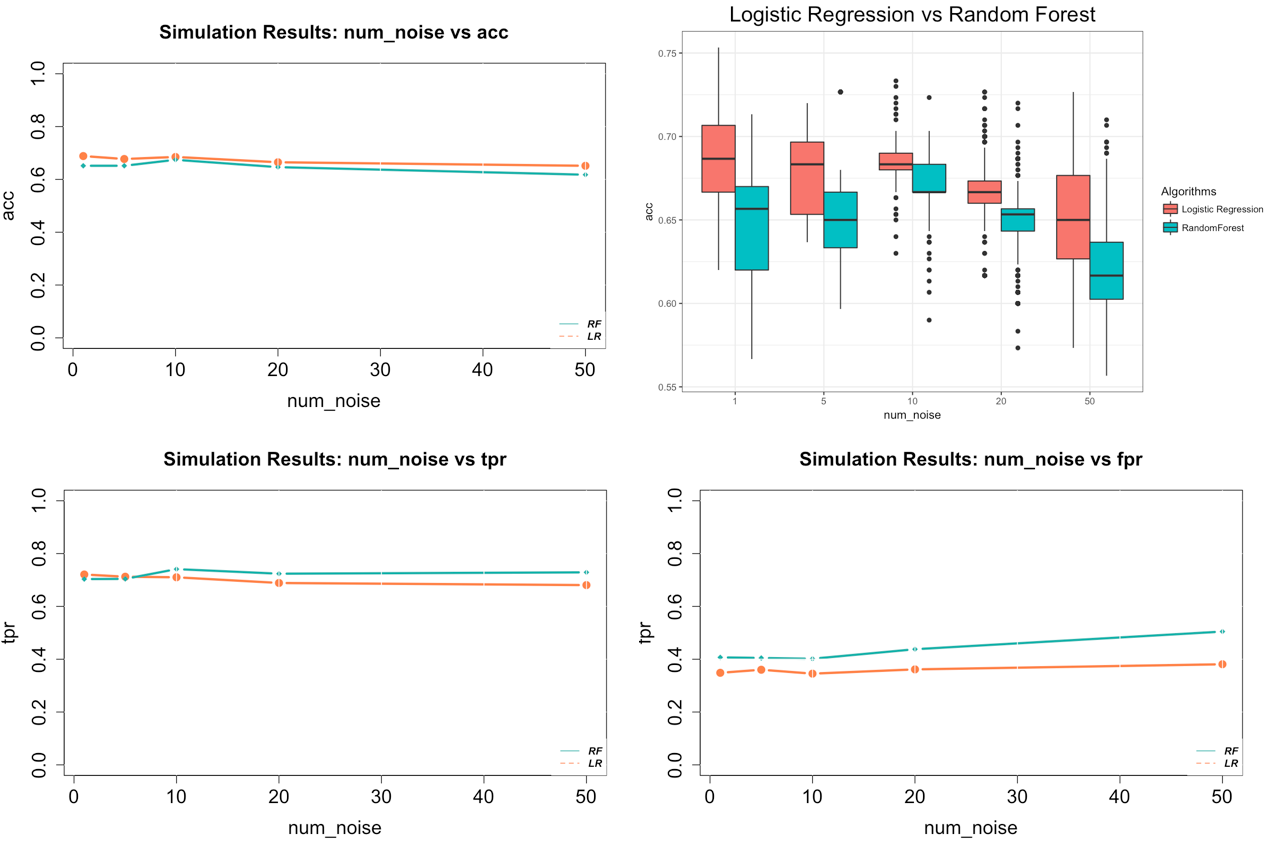 Simulation Results: num_noise vs acc
acc
1.0
0.8
0.6
0.4
0.2
0.0
0 10 20 30 40 50
num_noise
RF
LR
Logistic Regression vs Random Forest
acc
0.75
0.70
0.65
0.60
0.55
1 5 10 20 50
num_noise
Algorithms
Logistic Regression
RandomForest
Simulation Results: num_noise vs tpr
tpr
1.0
0.8
0.6
0.4
0.2
0.0
0 10 20 30 40 50
num_noise
RF
LR
Simulation Results: num_noise vs fpr
fpr
1.0
0.8
0.6
0.4
0.2
0.0
0 10 20 30 40 50
num_noise
RF
LR